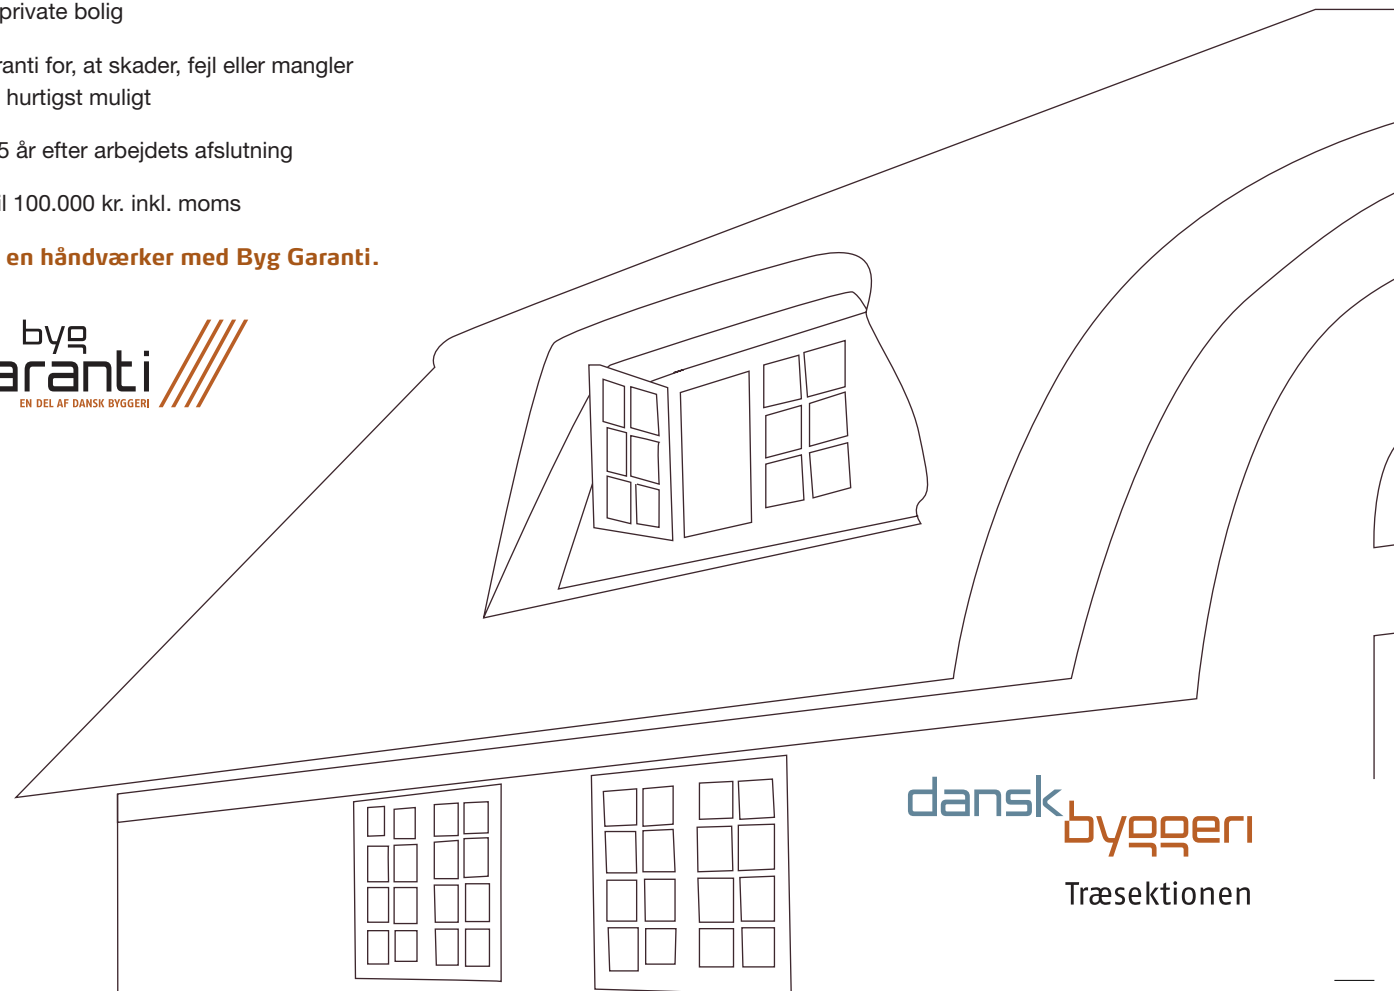 private bolig
ranti for, at skader, fejl eller mangler
hurtigst muligt
5 år efter arbejdets afslutning
il 100.000 kr. inkl. moms
en håndværker med Byg Garanti.
byg
aranti
EN DEL AF DANSK BYGGERI
dansk
byggeri
Træsektionen